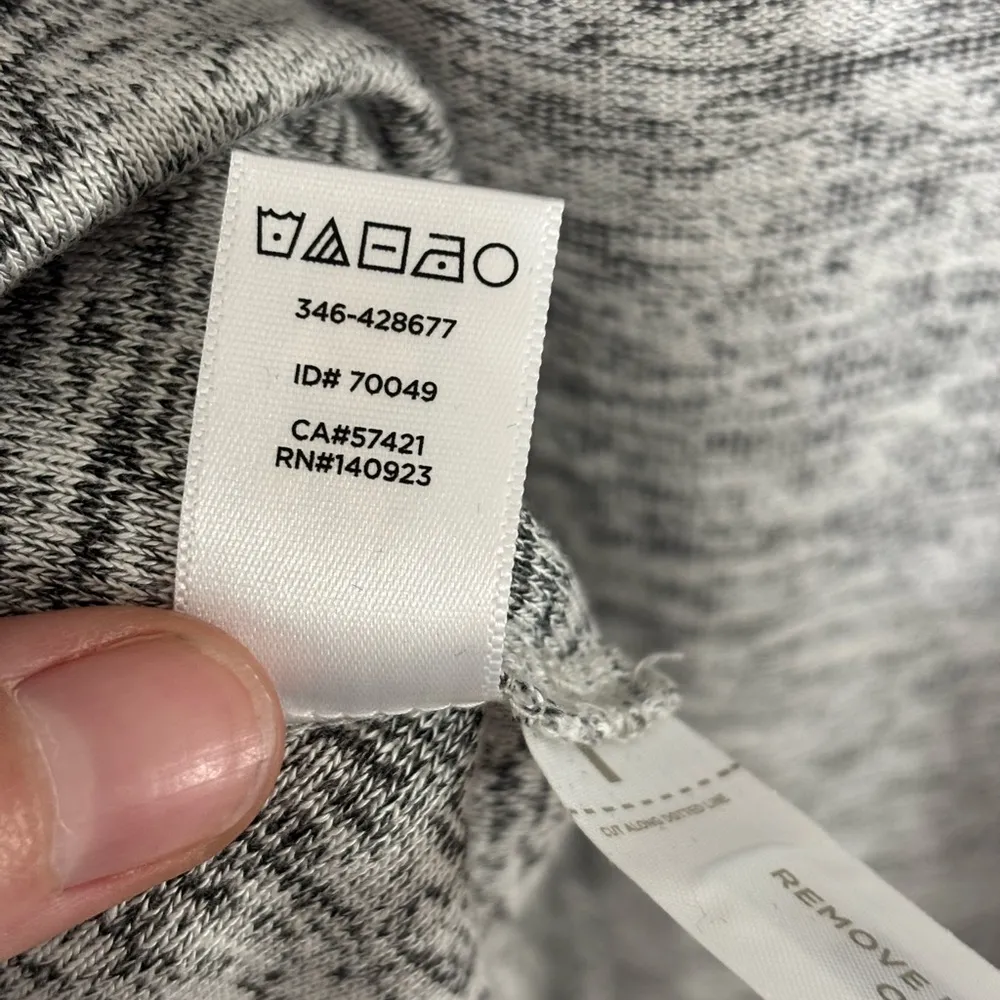 346-428677
ID# 70049
CA#57421
RN#140923
CUT ALONG DOTTED LINE
REMOVE